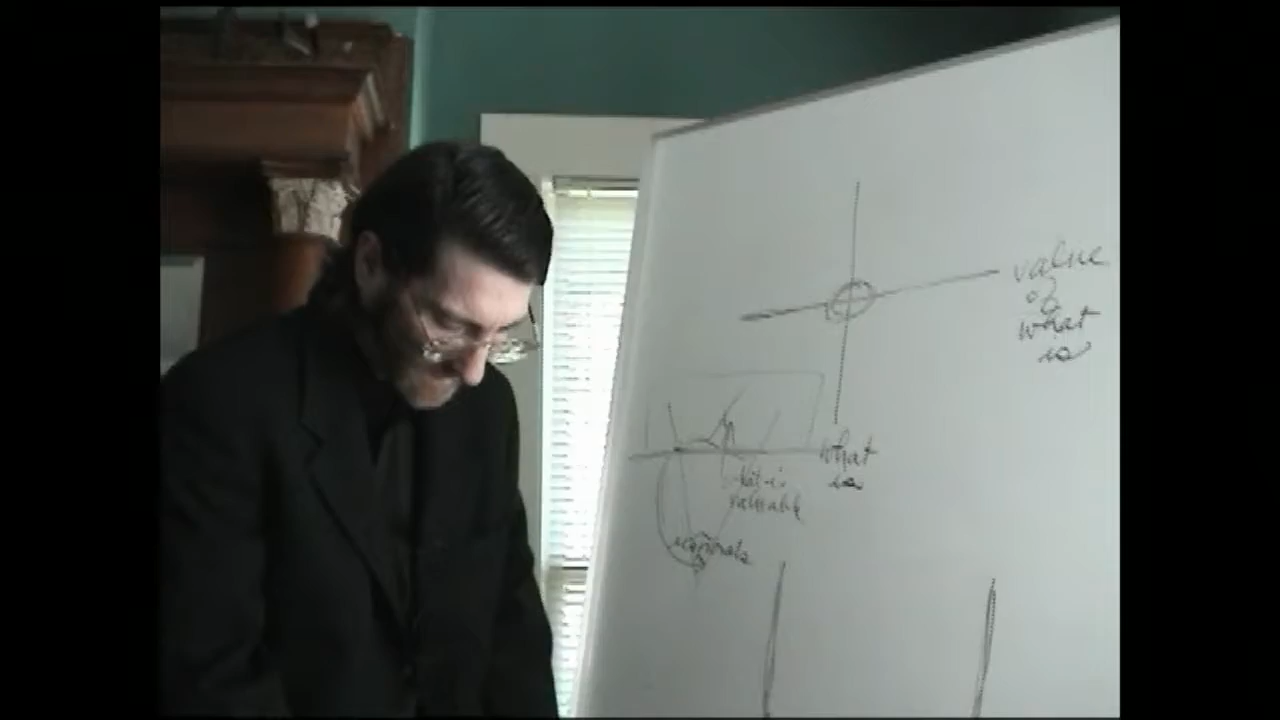 value
of
what
is
what
is
what is
valuable